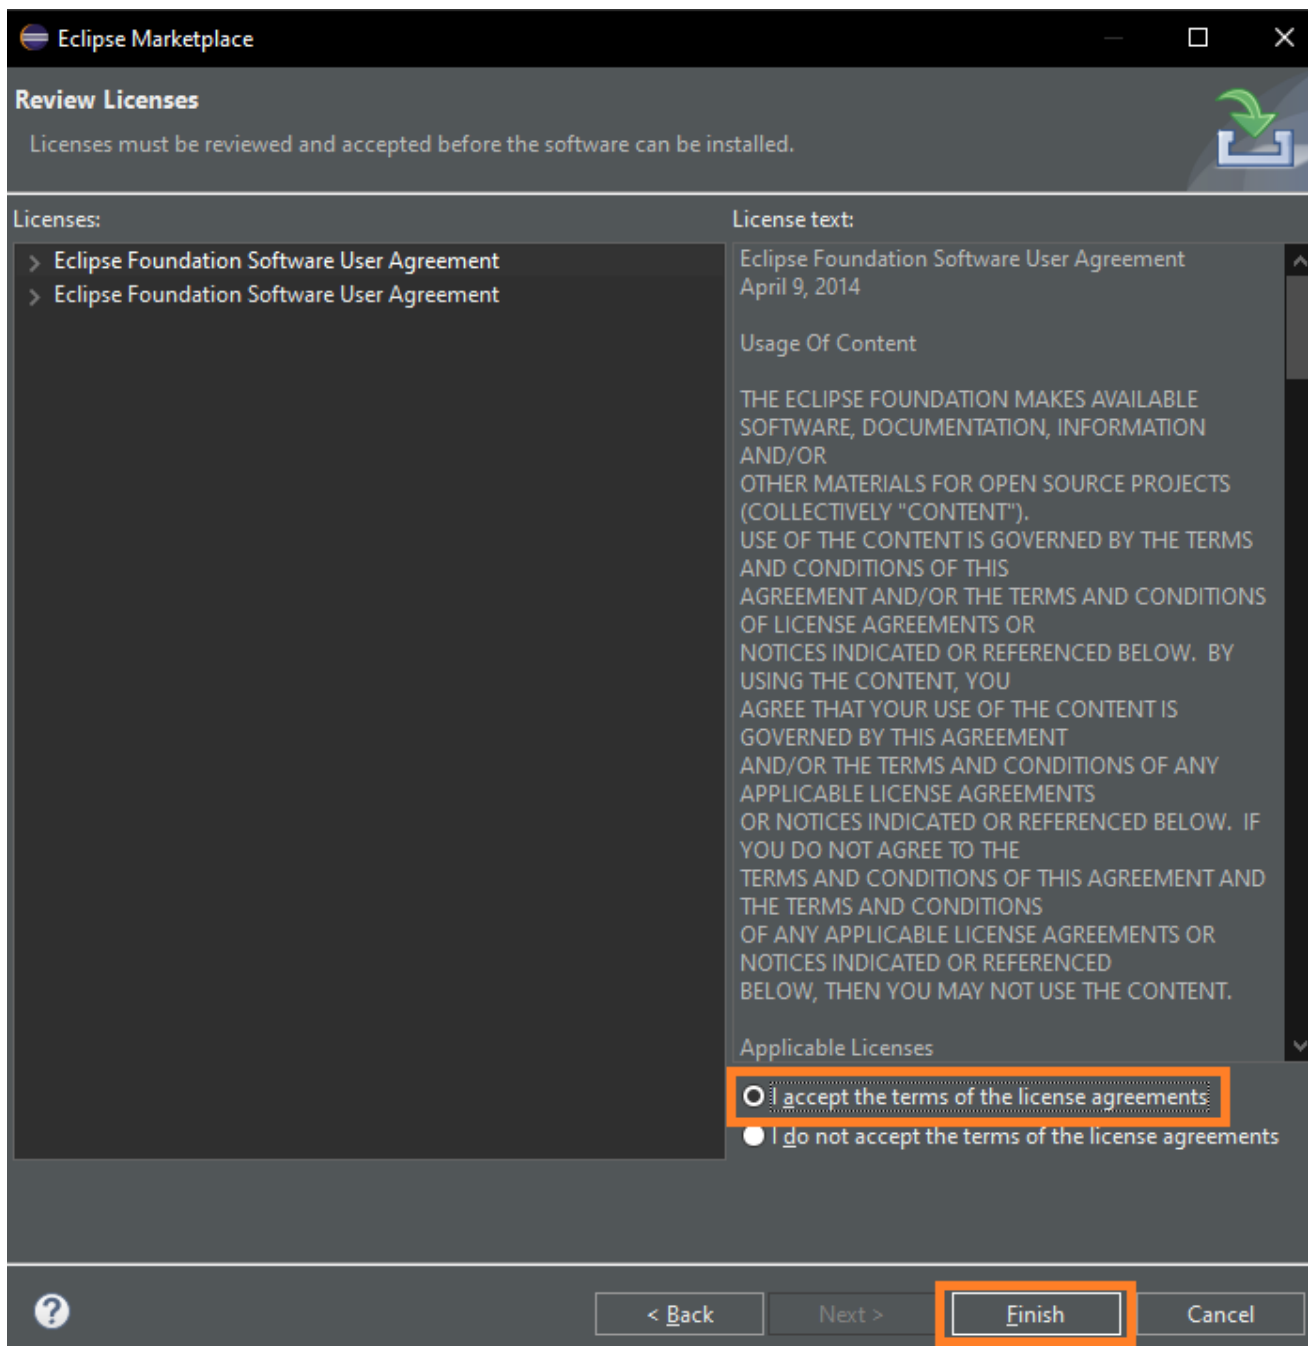 Eclipse Marketplace
Review Licenses
Licenses must be reviewed and accepted before the software can be installed.
Licenses:
Eclipse Foundation Software User Agreement
Eclipse Foundation Software User Agreement
License text:
Eclipse Foundation Software User Agreement
April 9, 2014
Usage Of Content
THE ECLIPSE FOUNDATION MAKES AVAILABLE
SOFTWARE, DOCUMENTATION, INFORMATION
AND/OR
OTHER MATERIALS FOR OPEN SOURCE PROJECTS
(COLLECTIVELY "CONTENT").
USE OF THE CONTENT IS GOVERNED BY THE TERMS
AND CONDITIONS OF THIS
AGREEMENT AND/OR THE TERMS AND CONDITIONS
OF LICENSE AGREEMENTS OR
NOTICES INDICATED OR REFERENCED BELOW.  BY
USING THE CONTENT, YOU
AGREE THAT YOUR USE OF THE CONTENT IS
GOVERNED BY THIS AGREEMENT
AND/OR THE TERMS AND CONDITIONS OF ANY
APPLICABLE LICENSE AGREEMENTS
OR NOTICES INDICATED OR REFERENCED BELOW.  IF
YOU DO NOT AGREE TO THE
TERMS AND CONDITIONS OF THIS AGREEMENT AND
THE TERMS AND CONDITIONS
OF ANY APPLICABLE LICENSE AGREEMENTS OR
NOTICES INDICATED OR REFERENCED
BELOW, THEN YOU MAY NOT USE THE CONTENT.
Applicable Licenses
I accept the terms of the license agreements
I do not accept the terms of the license agreements
< Back
Next >
Finish
Cancel